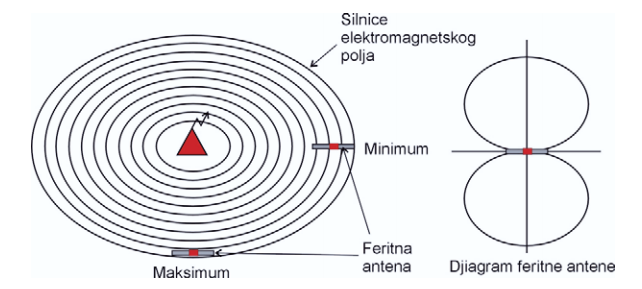 Silnice
elektromagnetskog
polja
Minimum
Feritna
antena
Maksimum
Djiagram feritne antene